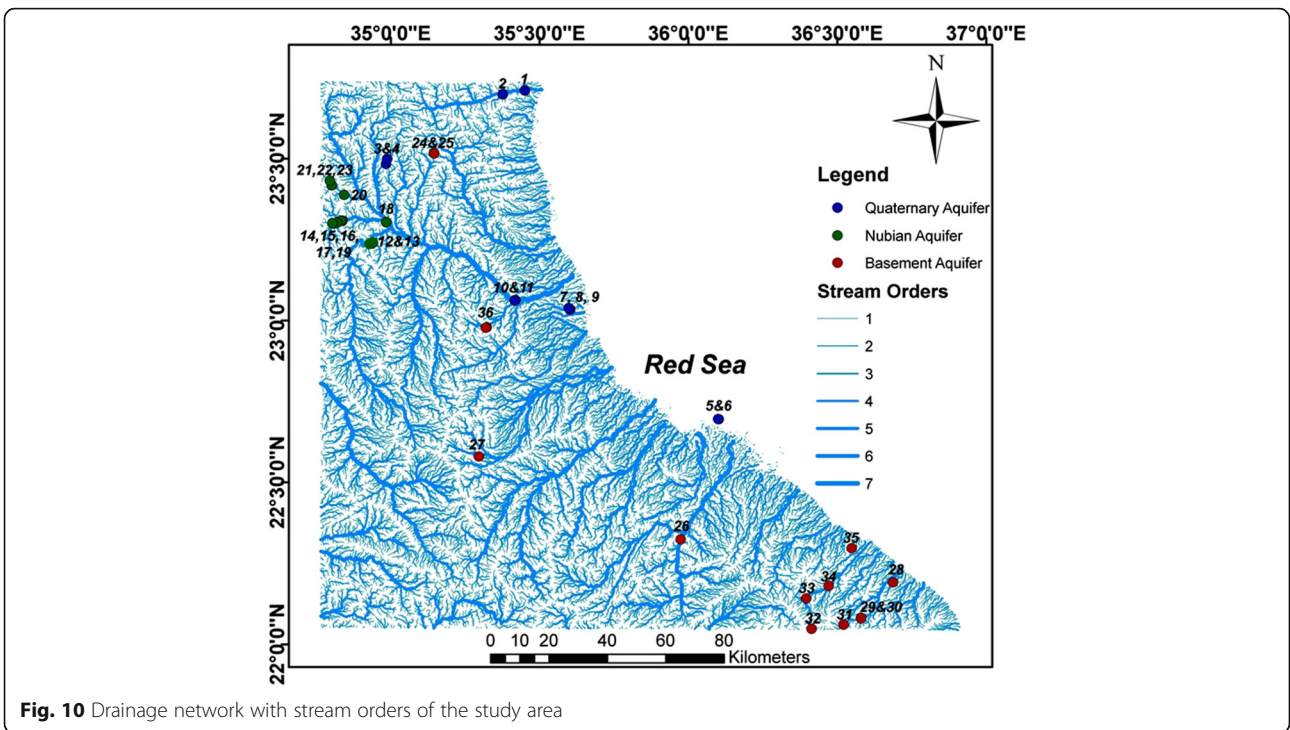 35°0'0"E 35°30'0"E 36°0'0"E 36°30'0"E 37°0'0"E
N
23°30'0"N
23°0'0"N
22°30'0"N
22°0'0"N
1
2
3&4
24&25
21,22,23
20
18
14,15,16,
17,19
12&13
10&11
7, 8, 9
36
Red Sea
5&6
27
26
35
28
34
33
29&30
31
32
Legend
Quaternary Aquifer
Nubian Aquifer
Basement Aquifer
Stream Orders
1
2
3
4
5
6
7
0 10 20 40 60 80
Kilometers
Fig. 10 Drainage network with stream orders of the study area